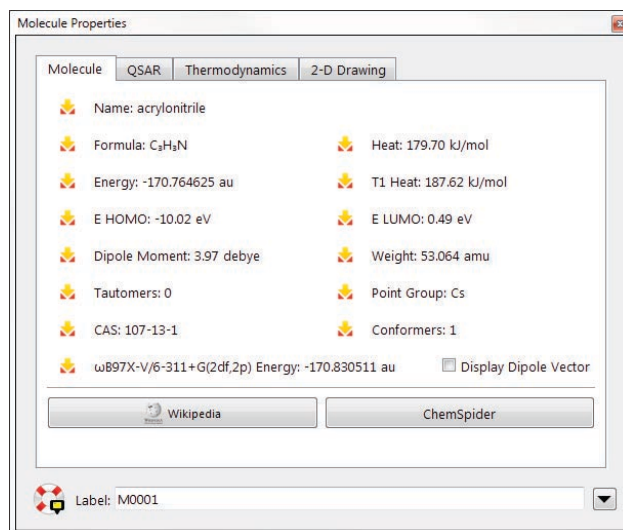 Molecule Properties
Molecule QSAR Thermodynamics 2-D Drawing
Name: acrylonitrile
Formula: C₃H₃N Heat: 179.70 kJ/mol
Energy: -170.764625 au T1 Heat: 187.62 kJ/mol
E HOMO: -10.02 eV E LUMO: 0.49 eV
Dipole Moment: 3.97 debye Weight: 53.064 amu
Tautomers: 0 Point Group: Cs
CAS: 107-13-1 Conformers: 1
ωB97X-V/6-311+G(2df,2p) Energy: -170.830511 au Display Dipole Vector
Wikipedia ChemSpider
Label: M0001